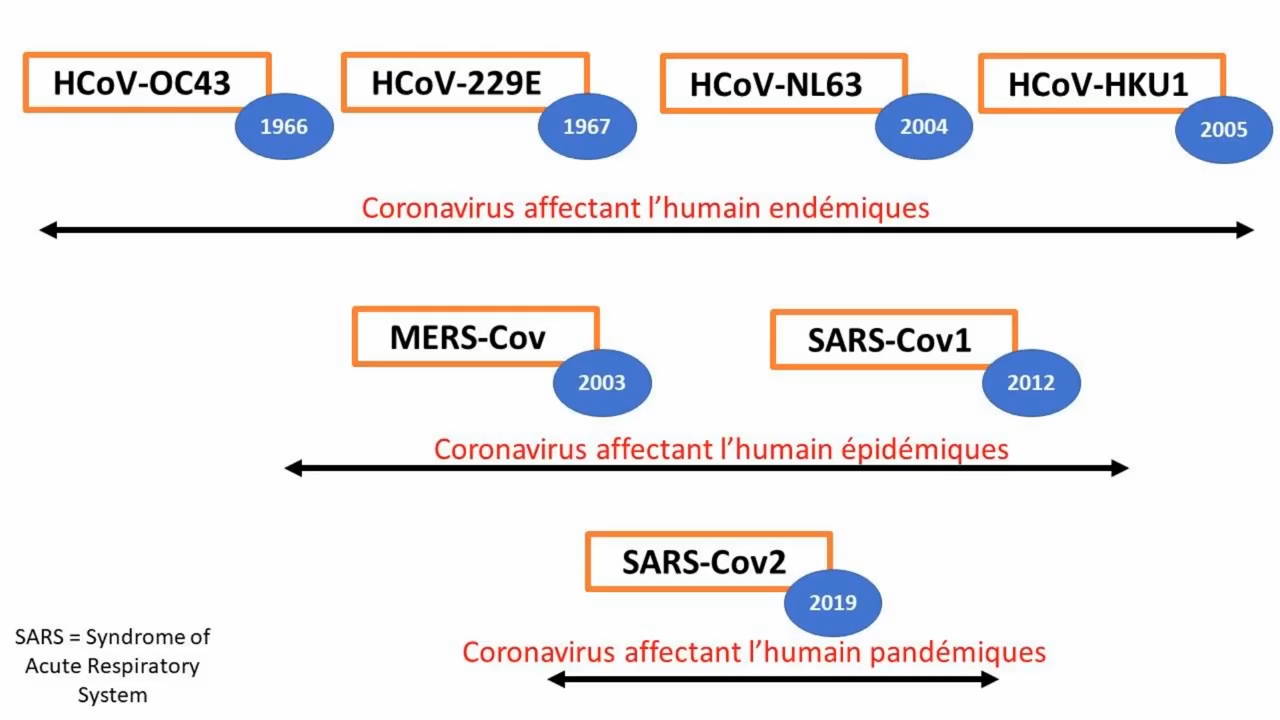 HCoV-OC43
1966
HCoV-229E
1967
HCoV-NL63
2004
HCoV-HKU1
2005
Coronavirus affectant l’humain endémiques
MERS-Cov
2003
SARS-Cov1
2012
Coronavirus affectant l’humain épidémiques
SARS-Cov2
2019
Coronavirus affectant l’humain pandémiques
SARS = Syndrome of
Acute Respiratory
System